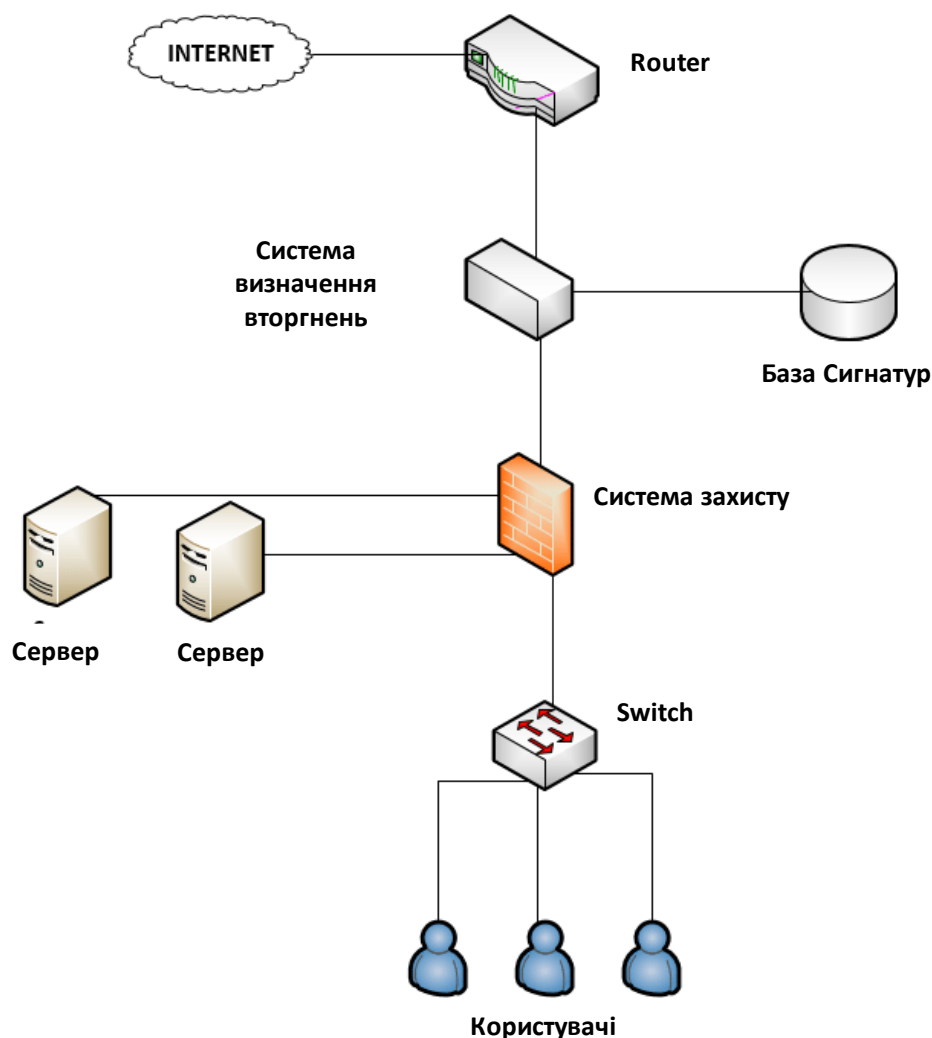 INTERNET
Router
Система
визначення
вторгнень
База Сигнатур
Система захисту
Сервер
Сервер
Switch
Користувачі